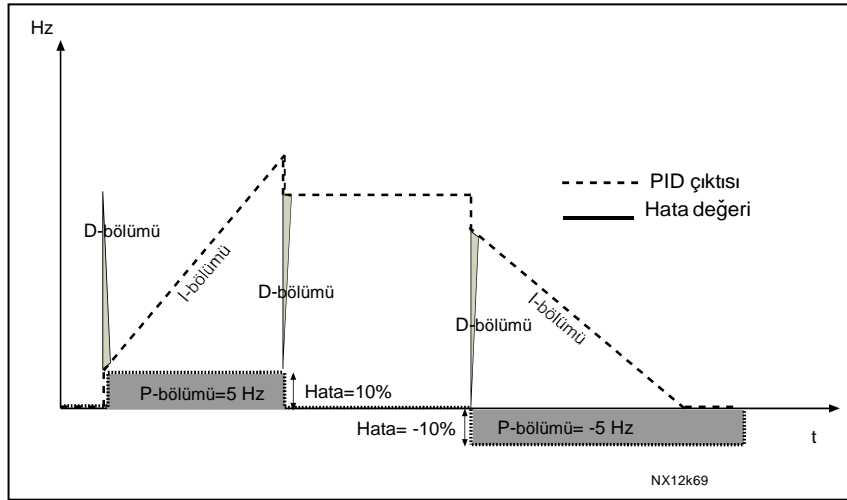 Hz
D-bölümü
I-bölümü
D-bölümü
PID çıktısı
Hata değeri
D-bölümü
I-bölümü
P-bölümü=5 Hz
Hata=10%
Hata= -10%
P-bölümü= -5 Hz
t
NX12k69